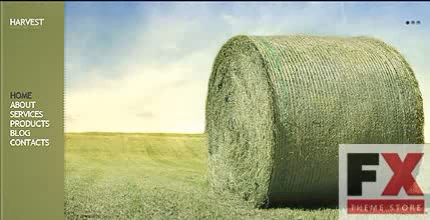 HARVEST
HOME
ABOUT
SERVICES
PRODUCTS
BLOG
CONTACTS
FX
THEME.STORE